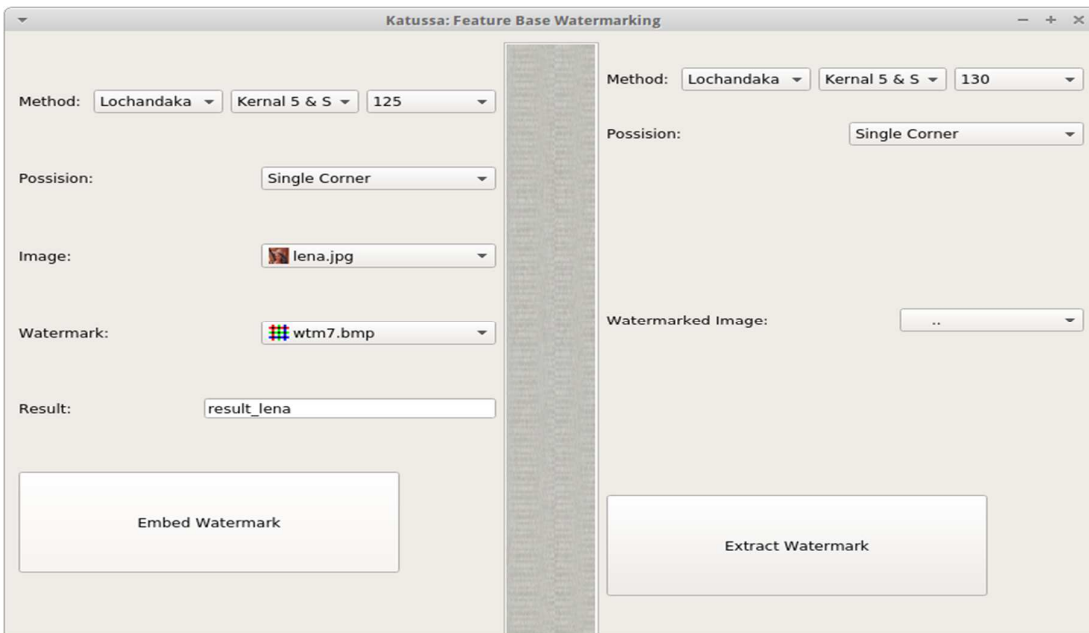 Katussa: Feature Base Watermarking
Method: Lochandaka Kernal 5 & S 125
Possision: Single Corner
Image: lena.jpg
Watermark: wtm7.bmp
Result: result_lena
Embed Watermark
Method: Lochandaka Kernal 5 & S 130
Possision: Single Corner
Watermarked Image: ..
Extract Watermark